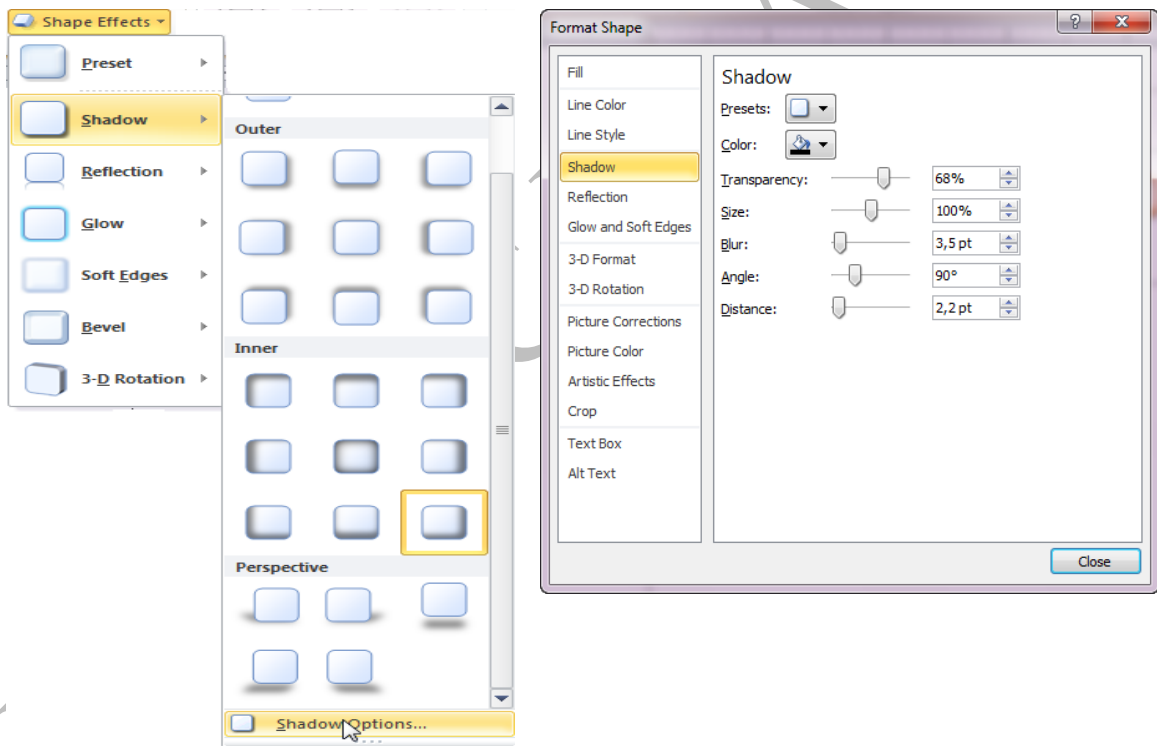 Shape Effects
Preset
Shadow
Reflection
Glow
Soft Edges
Bevel
3-D Rotation
Outer
Inner
Perspective
Shadow Options...
Format Shape
Fill
Line Color
Line Style
Shadow
Reflection
Glow and Soft Edges
3-D Format
3-D Rotation
Picture Corrections
Picture Color
Artistic Effects
Crop
Text Box
Alt Text
Shadow
Presets:
Color:
Transparency: 68%
Size: 100%
Blur: 3,5 pt
Angle: 90°
Distance: 2,2 pt
Close